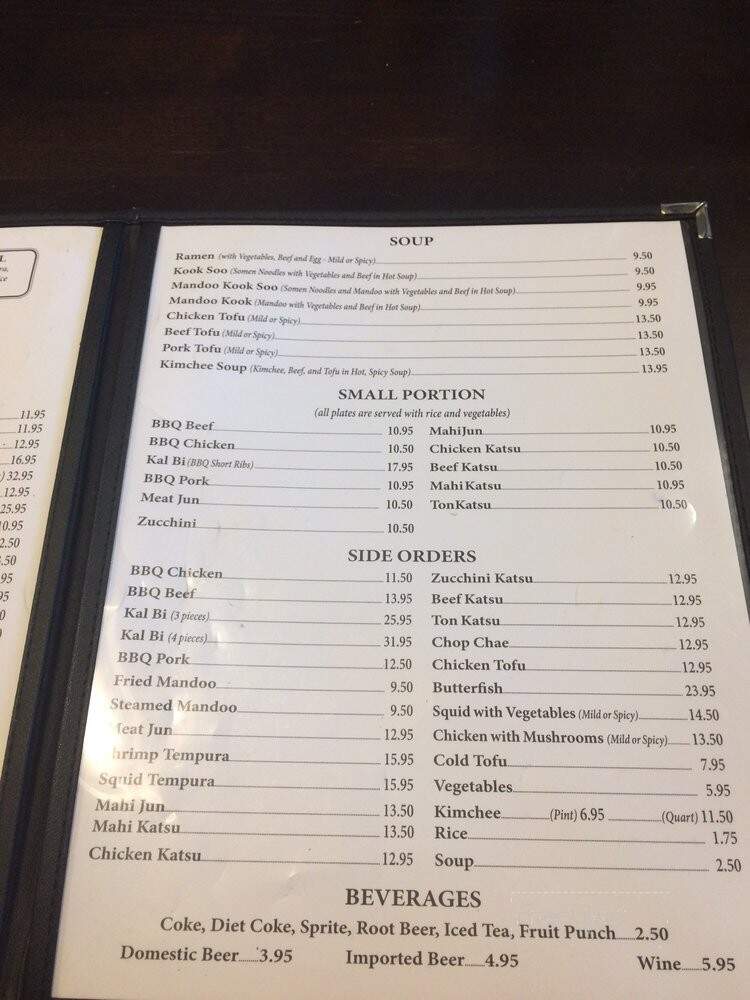 L
ce
11.95
11.95
12.95
16.95
) 32.95
12.95
25.95
10.95
2.50
.50
95
95
0
SOUP
Ramen (with Vegetables, Beef and Egg - Mild or Spicy) 9.50
Kook Soo (Somen Noodles with Vegetables and Beef in Hot Soup) 9.50
Mandoo Kook Soo (Somen Noodles and Mandoo with Vegetables and Beef in Hot Soup) 9.95
Mandoo Kook (Mandoo with Vegetables and Beef in Hot Soup) 9.95
Chicken Tofu (Mild or Spicy) 13.50
Beef Tofu (Mild or Spicy) 13.50
Pork Tofu (Mild or Spicy) 13.50
Kimchee Soup (Kimchee, Beef, and Tofu in Hot, Spicy Soup) 13.95
SMALL PORTION
(all plates are served with rice and vegetables)
BBQ Beef 10.95
BBQ Chicken 10.50
Kal Bi (BBQ Short Ribs) 17.95
BBQ Pork 10.95
Meat Jun 10.50
Zucchini 10.50
Mahi Jun 10.95
Chicken Katsu 10.50
Beef Katsu 10.50
Mahi Katsu 10.95
Ton Katsu 10.50
SIDE ORDERS
BBQ Chicken 11.50
BBQ Beef 13.95
Kal Bi (3 pieces) 25.95
Kal Bi (4 pieces) 31.95
BBQ Pork 12.50
Fried Mandoo 9.50
Steamed Mandoo 9.50
Meat Jun 12.95
Shrimp Tempura 15.95
Squid Tempura 15.95
Mahi Jun 13.50
Mahi Katsu 13.50
Chicken Katsu 12.95
Zucchini Katsu 12.95
Beef Katsu 12.95
Ton Katsu 12.95
Chop Chae 12.95
Chicken Tofu 12.95
Butterfish 23.95
Squid with Vegetables (Mild or Spicy) 14.50
Chicken with Mushrooms (Mild or Spicy) 13.50
Cold Tofu 7.95
Vegetables 5.95
Kimchee (Pint) 6.95 (Quart) 11.50
Rice 1.75
Soup 2.50
BEVERAGES
Coke, Diet Coke, Sprite, Root Beer, Iced Tea, Fruit Punch 2.50
Domestic Beer 3.95 Imported Beer 4.95 Wine 5.95